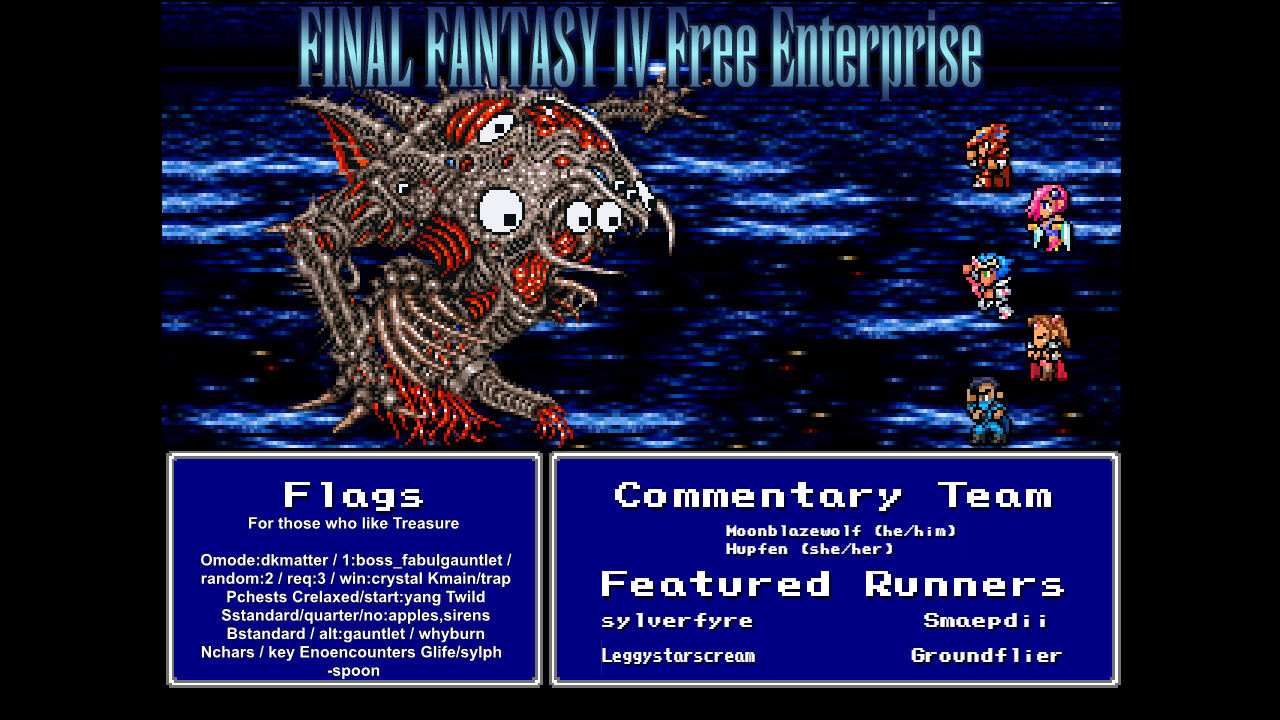 FINAL FANTASY IV Free Enterprise
Flags
For those who like Treasure
Omode:dkmatter / 1:boss_fabulgauntlet /
random:2 / req:3 / win:crystal Kmain/trap
Pchests Crelaxed/start:yang Twild
Sstandard/quarter/no:apples,sirens
Bstandard / alt:gauntlet / whyburn
Nchars / key Enoencounters Glife/sylph
-spoon
Commentary Team
Moonblazewolf (he/him)
Hupfen (she/her)
Featured Runners
sylverfyre
Smaepdii
Leggystarscream
Groundflier